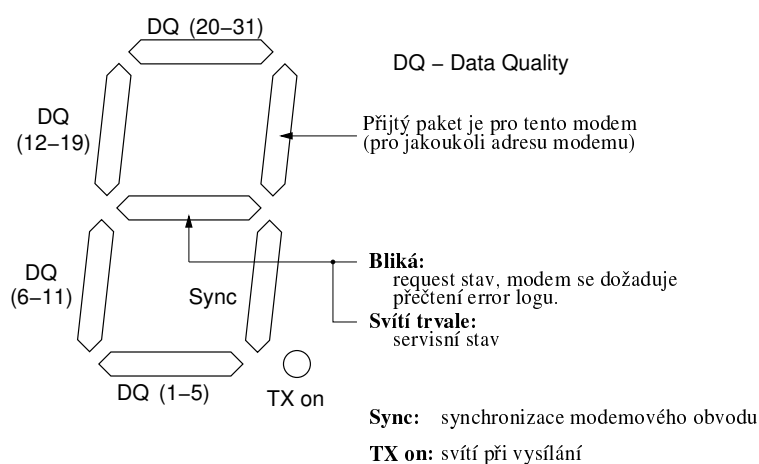 DQ (20−31)
DQ − Data Quality
DQ
(12−19)
Přijtý paket je pro tento modem
(pro jakoukoli adresu modemu)
Bliká:
request stav, modem se dožaduje
přečtení error logu.
DQ
(6−11)
Sync
Svítí trvale:
servisní stav
DQ (1−5)
TX on
Sync: synchronizace modemového obvodu
TX on: svítí při vysílání